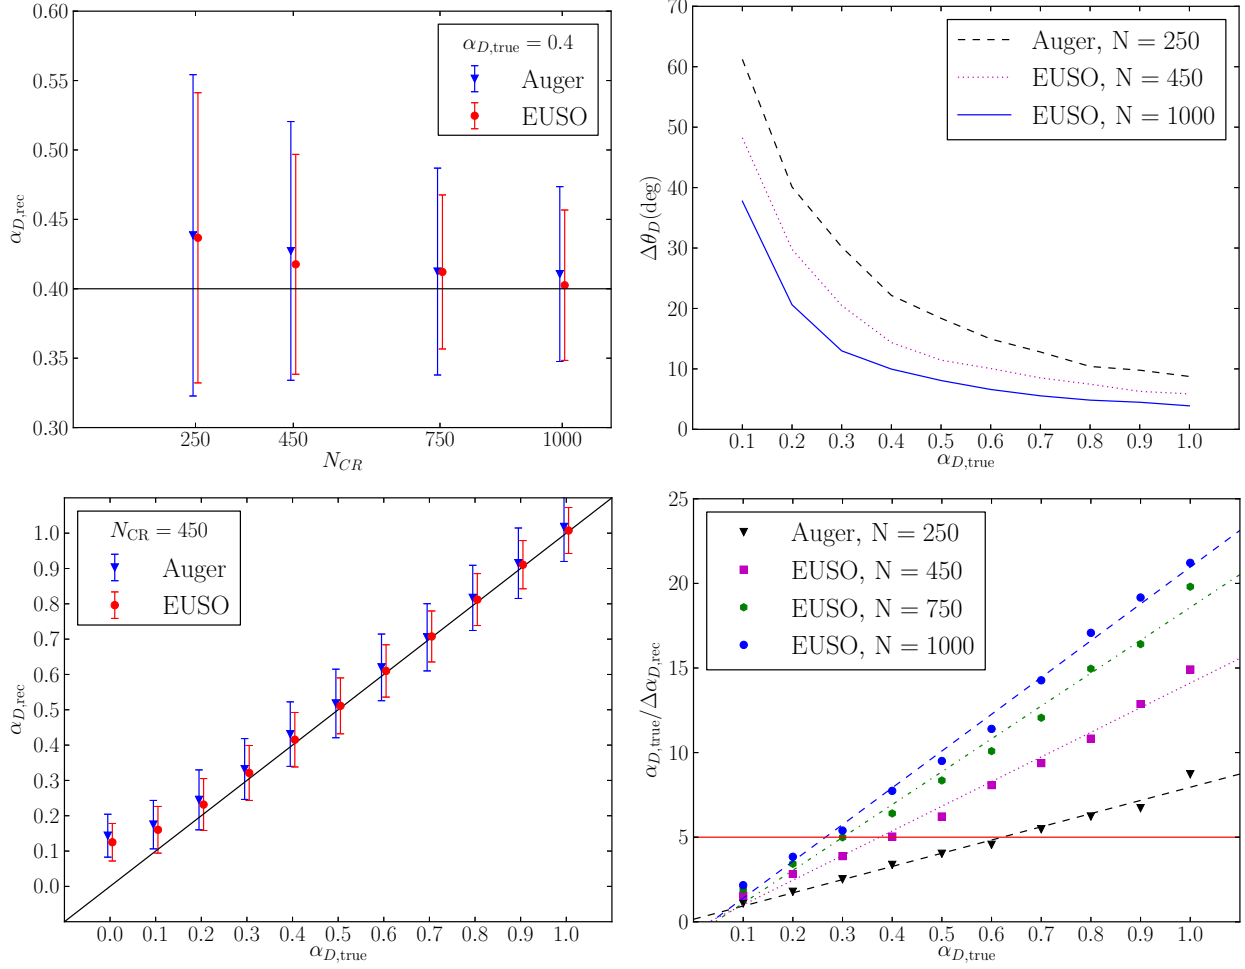 0.60
0.55
0.50
0.45
0.40
0.35
0.30
α_{D,rec}
250 450 750 1000
N_{CR}
α_{D,true} = 0.4
Auger
EUSO
70
60
50
40
30
20
10
0
Δθ_D(deg)
0.1 0.2 0.3 0.4 0.5 0.6 0.7 0.8 0.9 1.0
α_{D,true}
Auger, N = 250
EUSO, N = 450
EUSO, N = 1000
1.0
0.9
0.8
0.7
0.6
0.5
0.4
0.3
0.2
0.1
0.0
α_{D,rec}
0.0 0.1 0.2 0.3 0.4 0.5 0.6 0.7 0.8 0.9 1.0
α_{D,true}
N_{CR} = 450
Auger
EUSO
25
20
15
10
5
0
α_{D,true}/Δα_{D,rec}
0.1 0.2 0.3 0.4 0.5 0.6 0.7 0.8 0.9 1.0
α_{D,true}
Auger, N = 250
EUSO, N = 450
EUSO, N = 750
EUSO, N = 1000